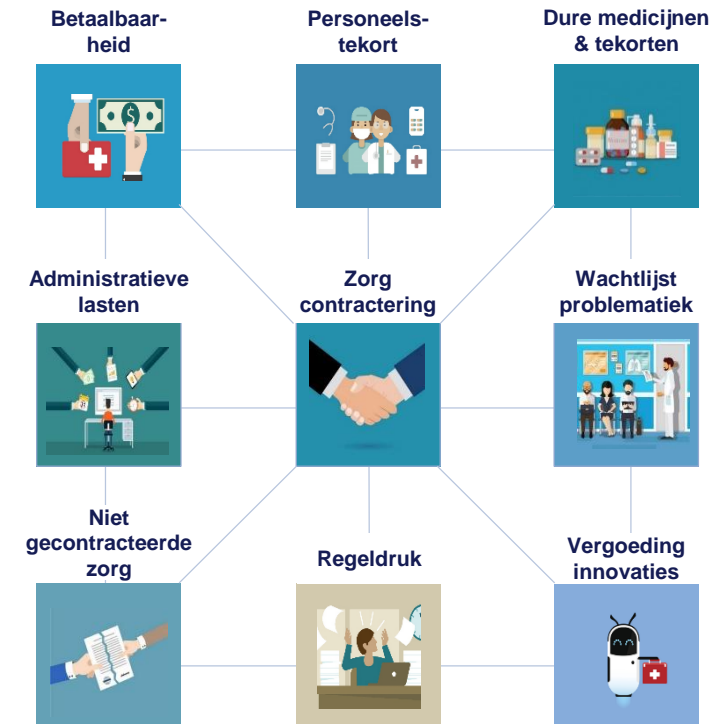 Betaalbaar-
heid
Personeels-
tekort
Dure medicijnen
& tekorten
Administratieve
lasten
Zorg
contractering
Wachtlijst
problematiek
Niet
gecontracteerde
zorg
Regeldruk
Vergoeding
innovaties